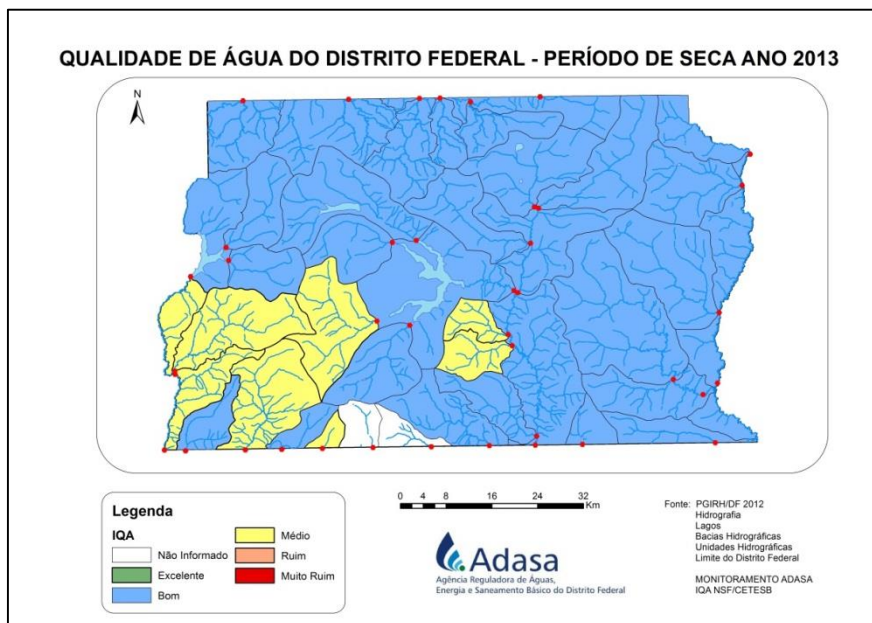 QUALIDADE DE ÁGUA DO DISTRITO FEDERAL - PERÍODO DE SECA ANO 2013
N
Legenda
IQA
Não Informado
Excelente
Bom
Médio
Ruim
Muito Ruim
0 2 4 8 16 24 32
Km
Adasa
Agência Reguladora de Águas,
Energia e Saneamento Básico do Distrito Federal
Fonte: PGIRH/DF 2012
Hidrografia
Lagos
Bacias Hidrográficas
Unidades Hidrográficas
Limite do Distrito Federal
MONITORAMENTO ADASA
IQA NSF/CETESB